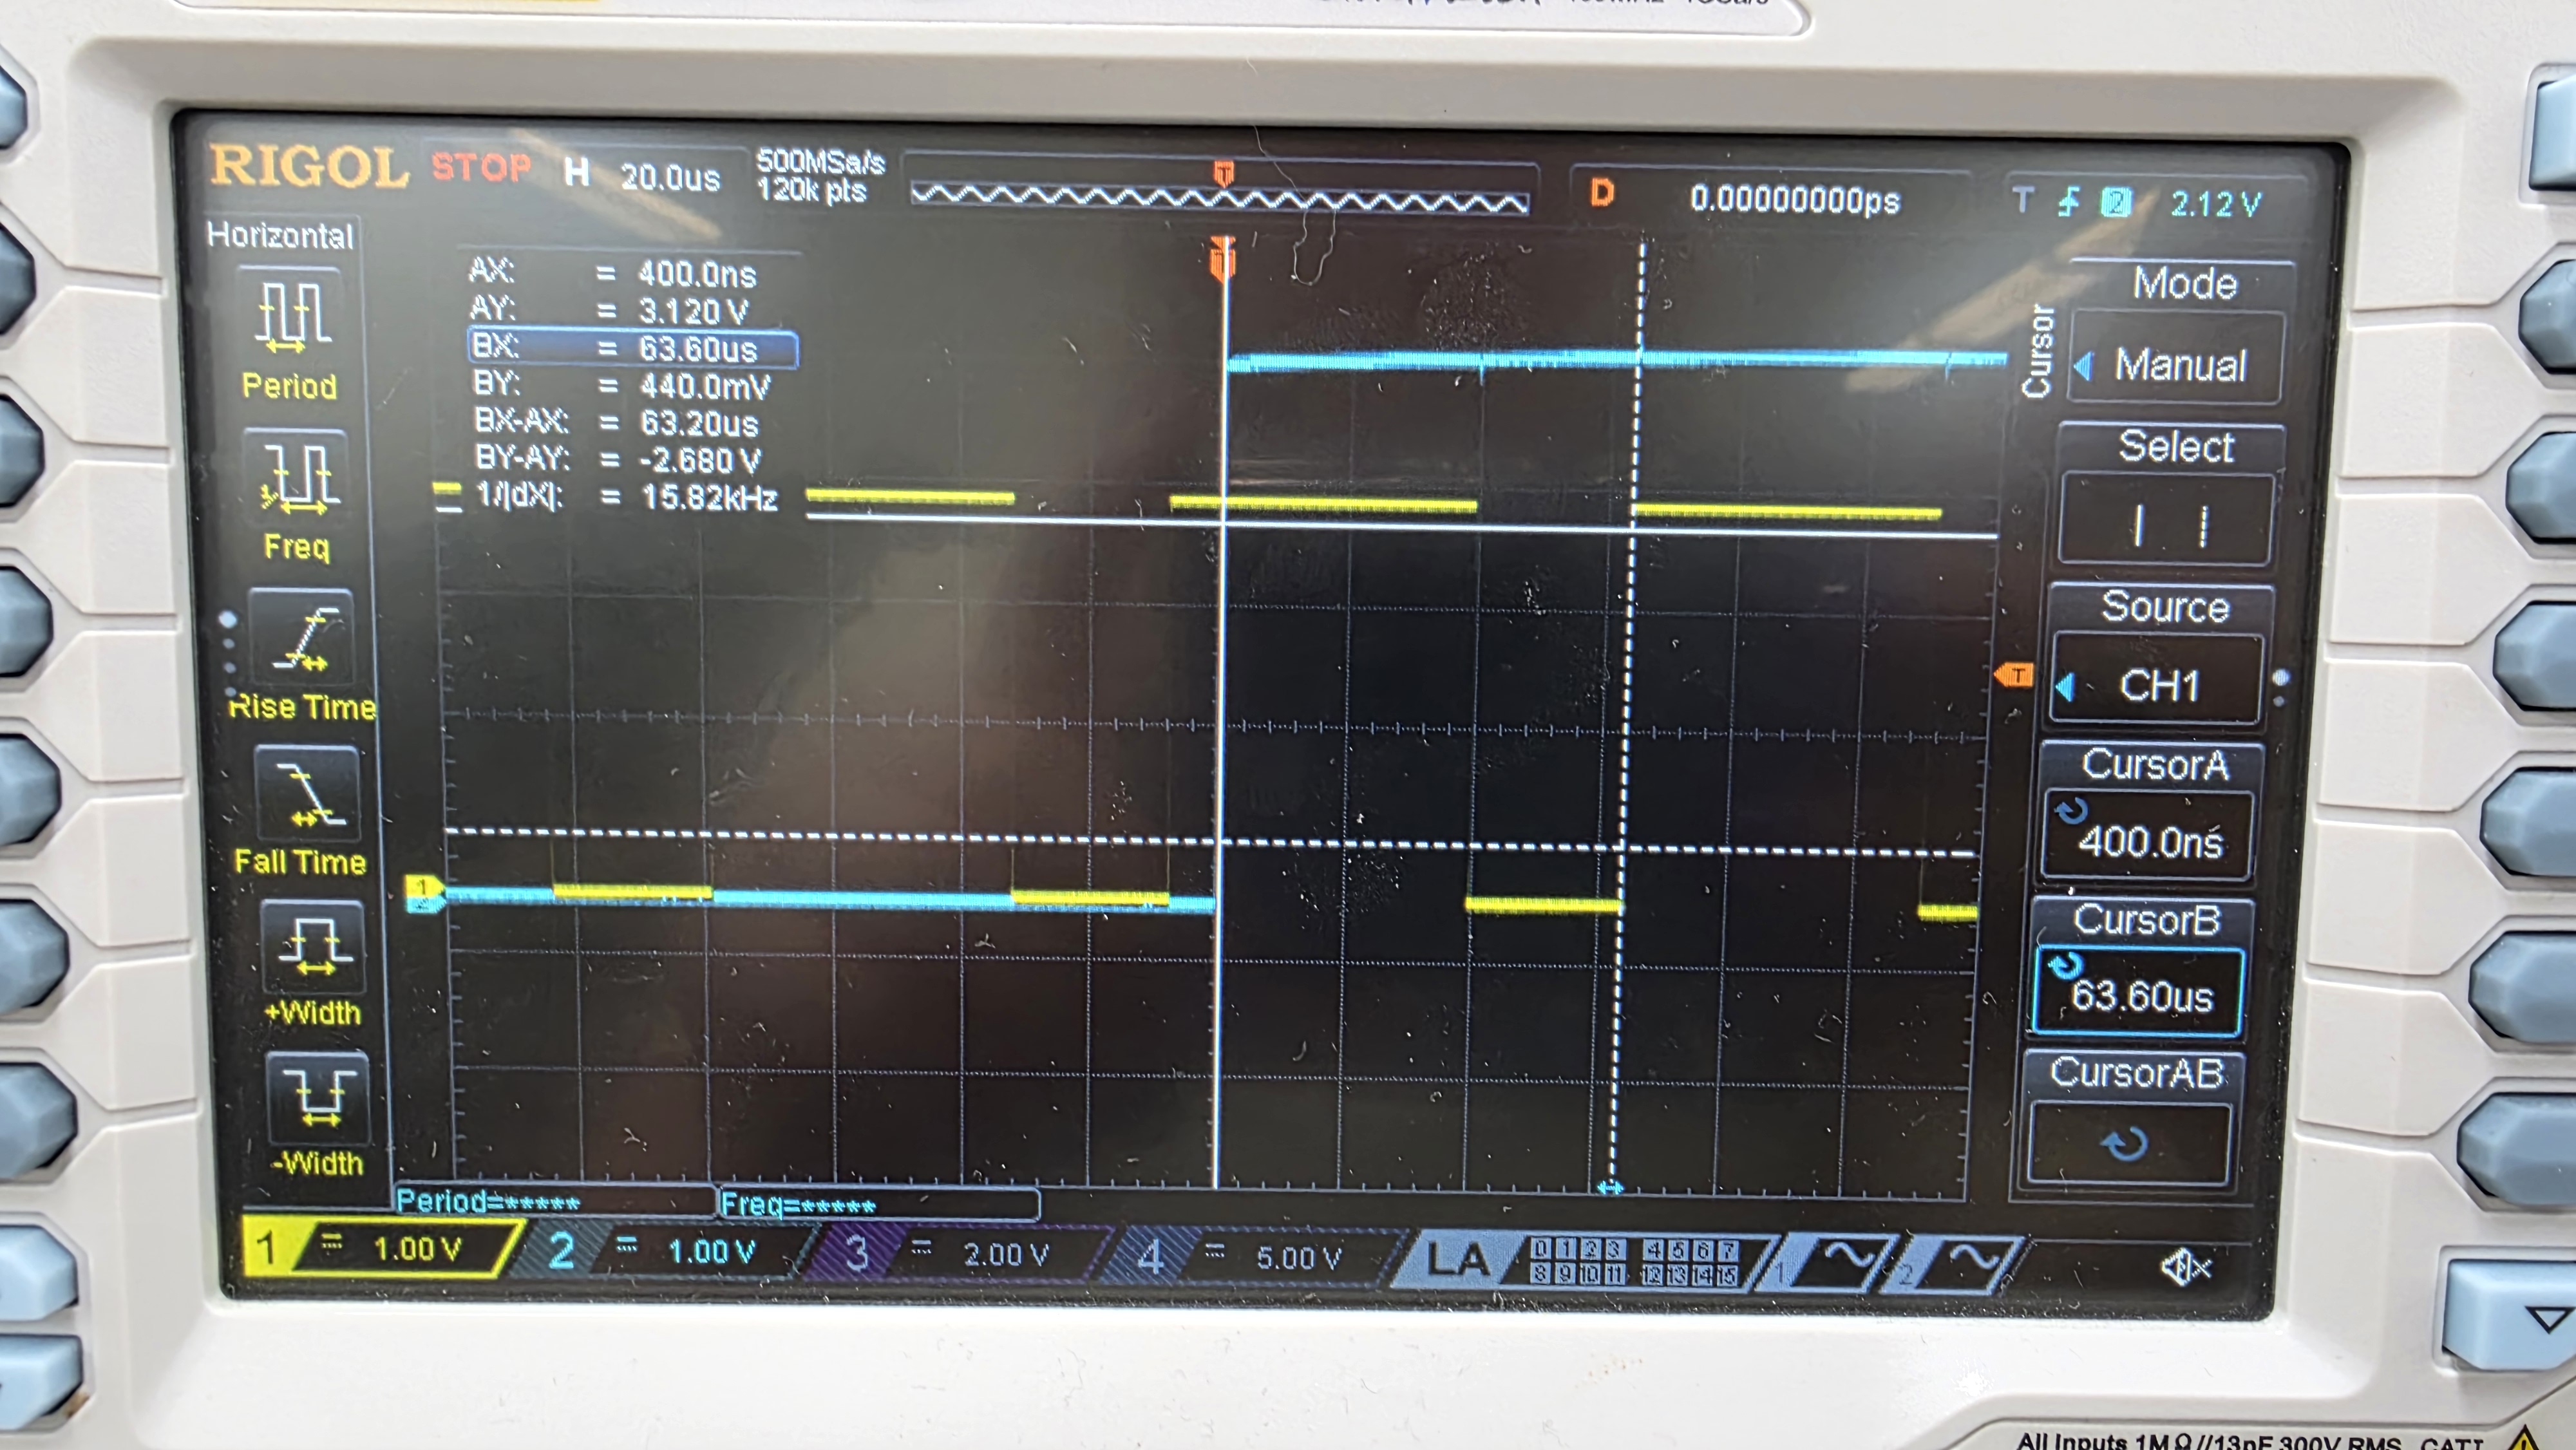 RIGOL STOP H 20.0us 500MSa/s D 0.00000000ps T 2 2.12 V
120k pts
T
Horizontal
Period
Freq
Rise Time
Fall Time
+Width
-Width
AX: = 400.0ns
AY: = 3.120 V
BX: = 63.60us
BY: = 440.0mV
BX-AX: = 63.20us
BY-AY: = -2.680 V
1/|dX|: = 15.82kHz
T
T
1
2
Cursor
Mode
Manual
Select
Source
CH1
CursorA
400.0ns
CursorB
63.60us
CursorAB
Period=***** Freq=*****
1 1.00 V 2 1.00 V 3 2.00 V 4 5.00 V LA 0 1 2 3 4 5 6 7 1 2
8 9 10 11 12 13 14 15
All Inputs 1MΩ//13pF 300V RMS CATI